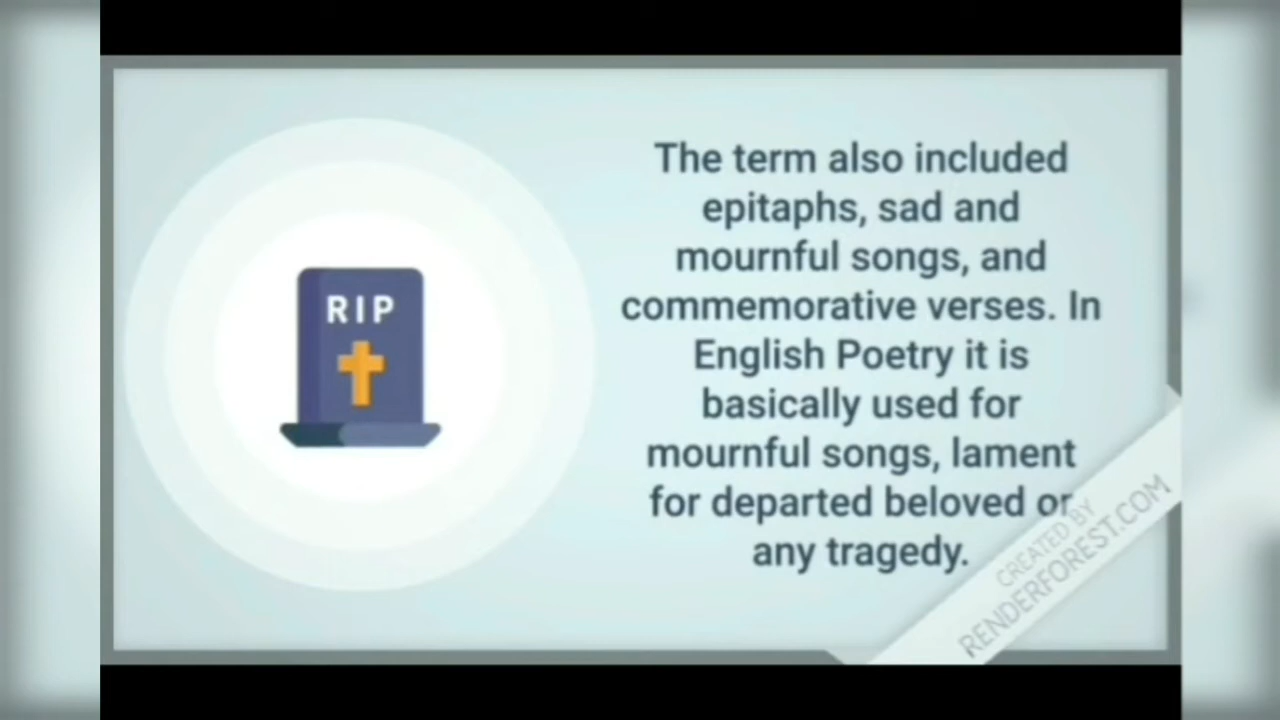 RIP
The term also included
epitaphs, sad and
mournful songs, and
commemorative verses. In
English Poetry it is
basically used for
mournful songs, lament
for departed beloved or
any tragedy.
CREATED BY
RENDERFOREST.COM